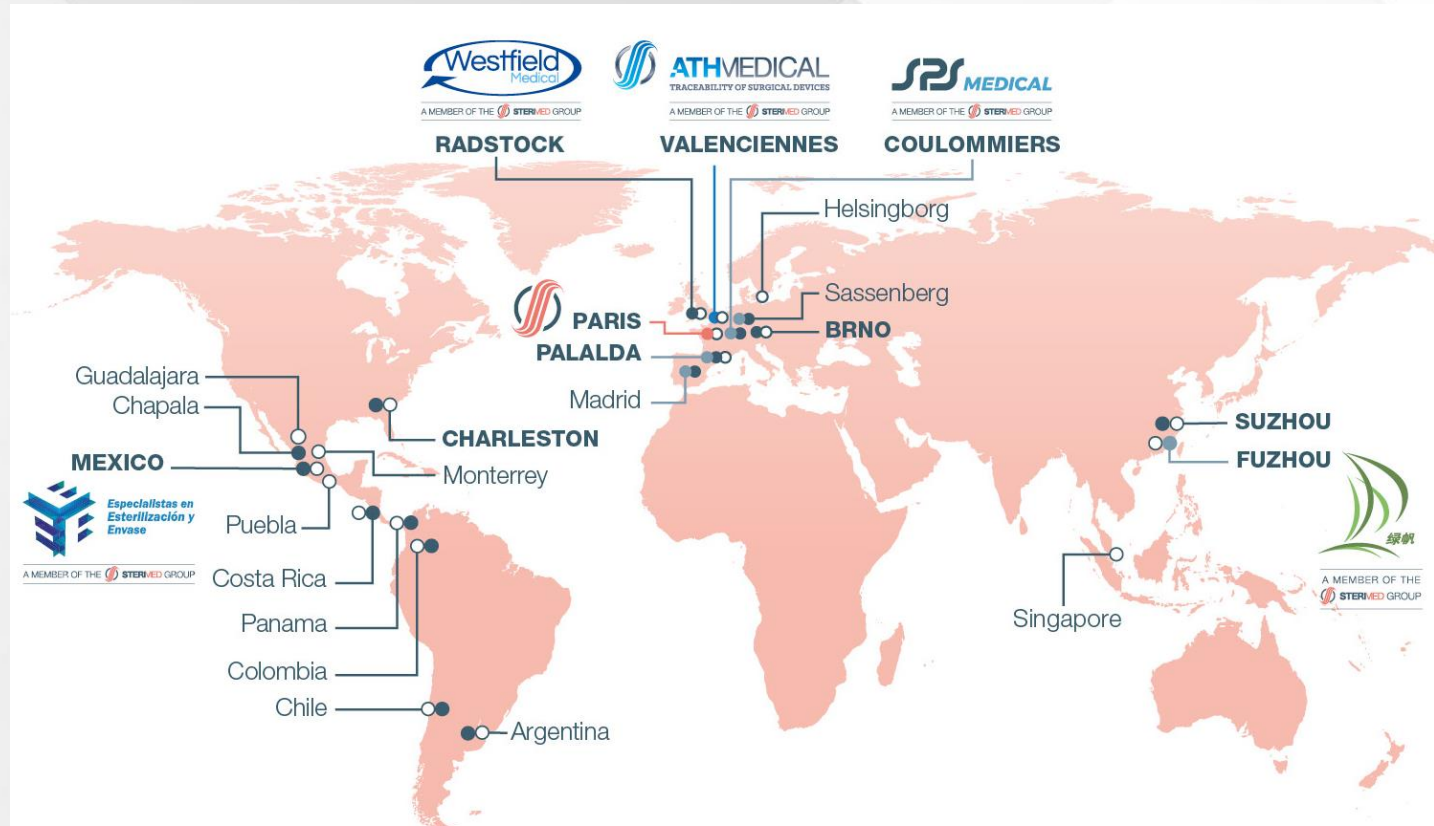 Westfield
Medical
A MEMBER OF THE STERIMED GROUP
RADSTOCK
ATHMEDICAL
TRACEABILITY OF SURGICAL DEVICES
A MEMBER OF THE STERIMED GROUP
VALENCIENNES
SPS MEDICAL
A MEMBER OF THE STERIMED GROUP
COULOMMIERS
Helsingborg
Sassenberg
PARIS
BRNO
PALALDA
Madrid
Guadalajara
Chapala
CHARLESTON
MEXICO
Monterrey
Especialistas en
Esterilización y
Envase
A MEMBER OF THE STERIMED GROUP
Puebla
Costa Rica
Panama
Colombia
Chile
Argentina
SUZHOU
FUZHOU
绿帆
A MEMBER OF THE
STERIMED GROUP
Singapore